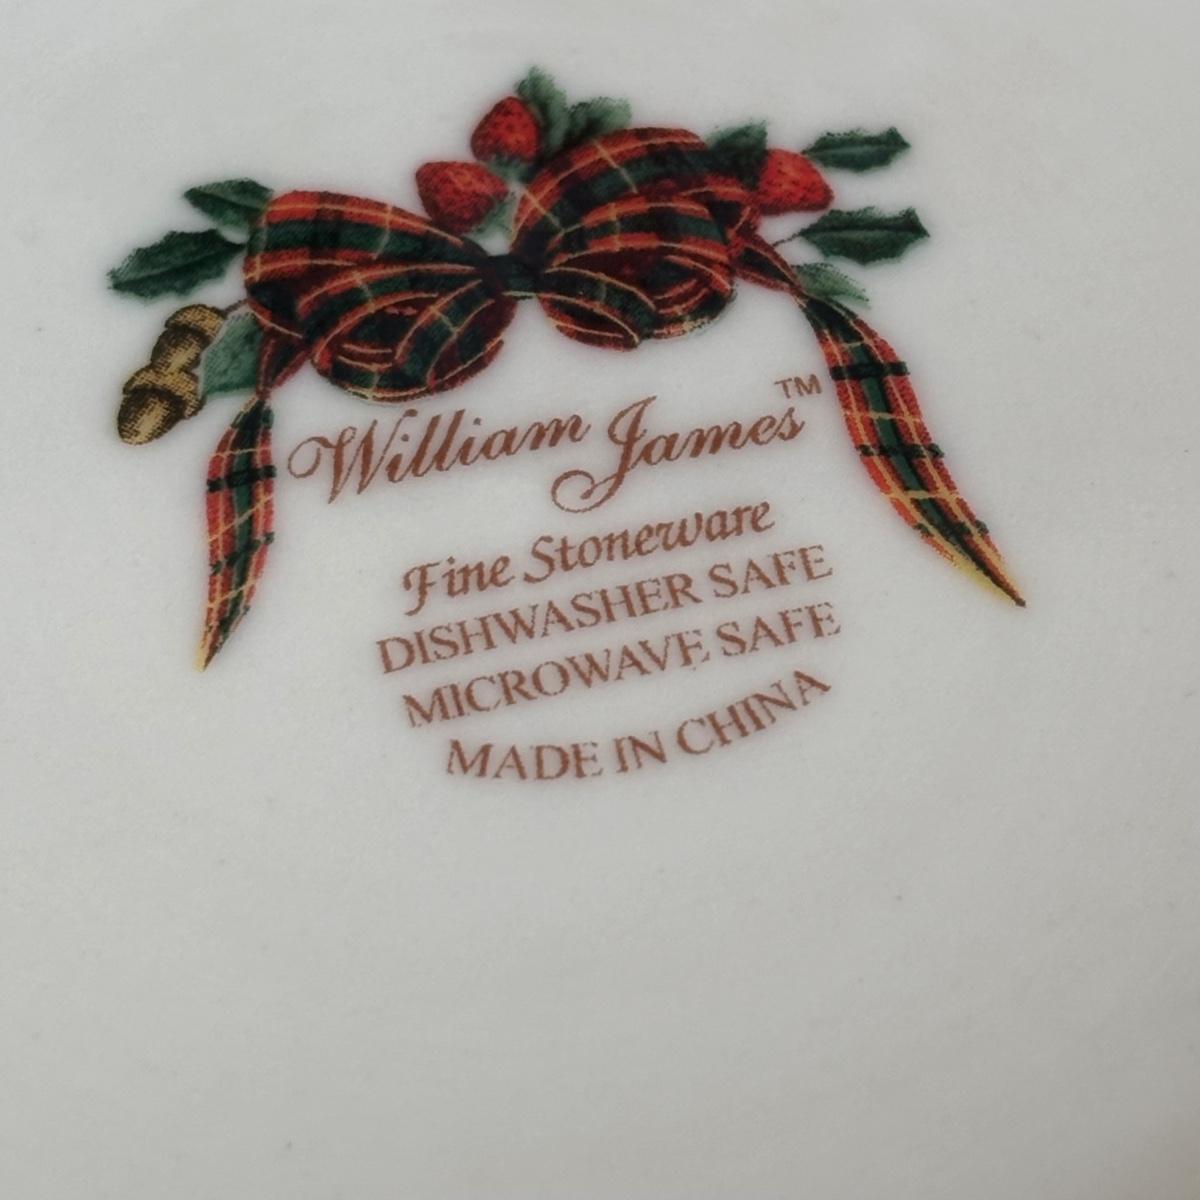 William James™
Fine Stoneware
DISHWASHER SAFE
MICROWAVE SAFE
MADE IN CHINA